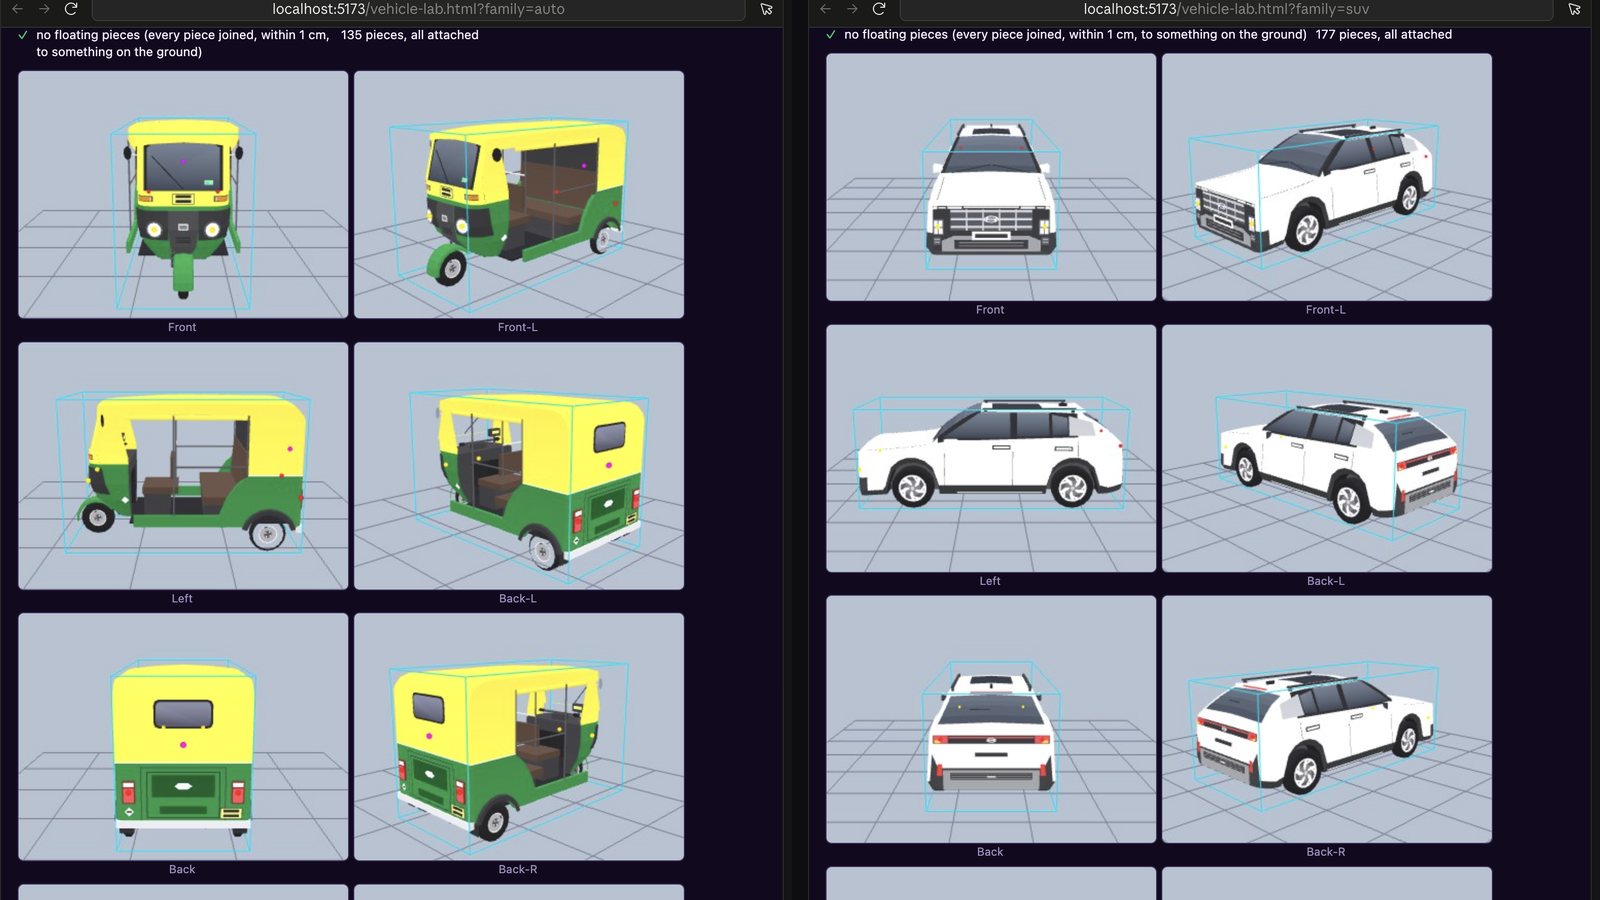 localhost:5173/vehicle-lab.html?family=auto
✓ no floating pieces (every piece joined, within 1 cm, to something on the ground) 135 pieces, all attached
Front
Front-L
Left
Back-L
Back
Back-R
localhost:5173/vehicle-lab.html?family=suv
✓ no floating pieces (every piece joined, within 1 cm, to something on the ground) 177 pieces, all attached
Front
Front-L
Left
Back-L
Back
Back-R